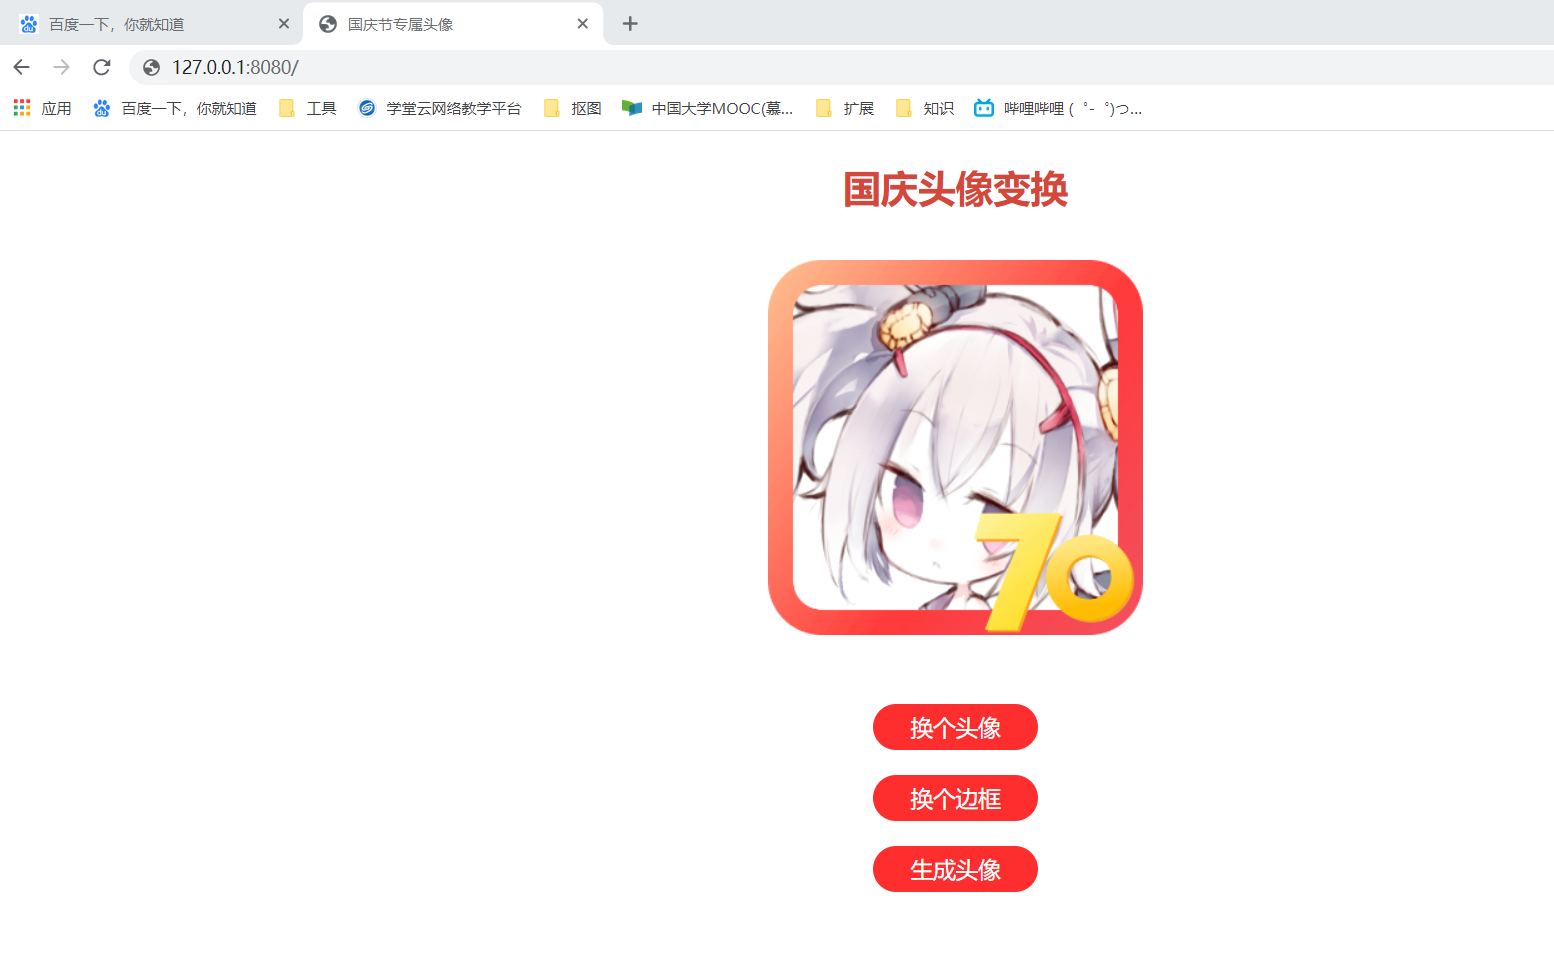 百度一下，你就知道
国庆节专属头像
127.0.0.1:8080/
应用
百度一下，你就知道
工具
学堂云网络教学平台
抠图
中国大学MOOC(慕...
扩展
知识
哔哩哔哩 ( ゜- ゜)つ...
国庆头像变换
70
换个头像
换个边框
生成头像